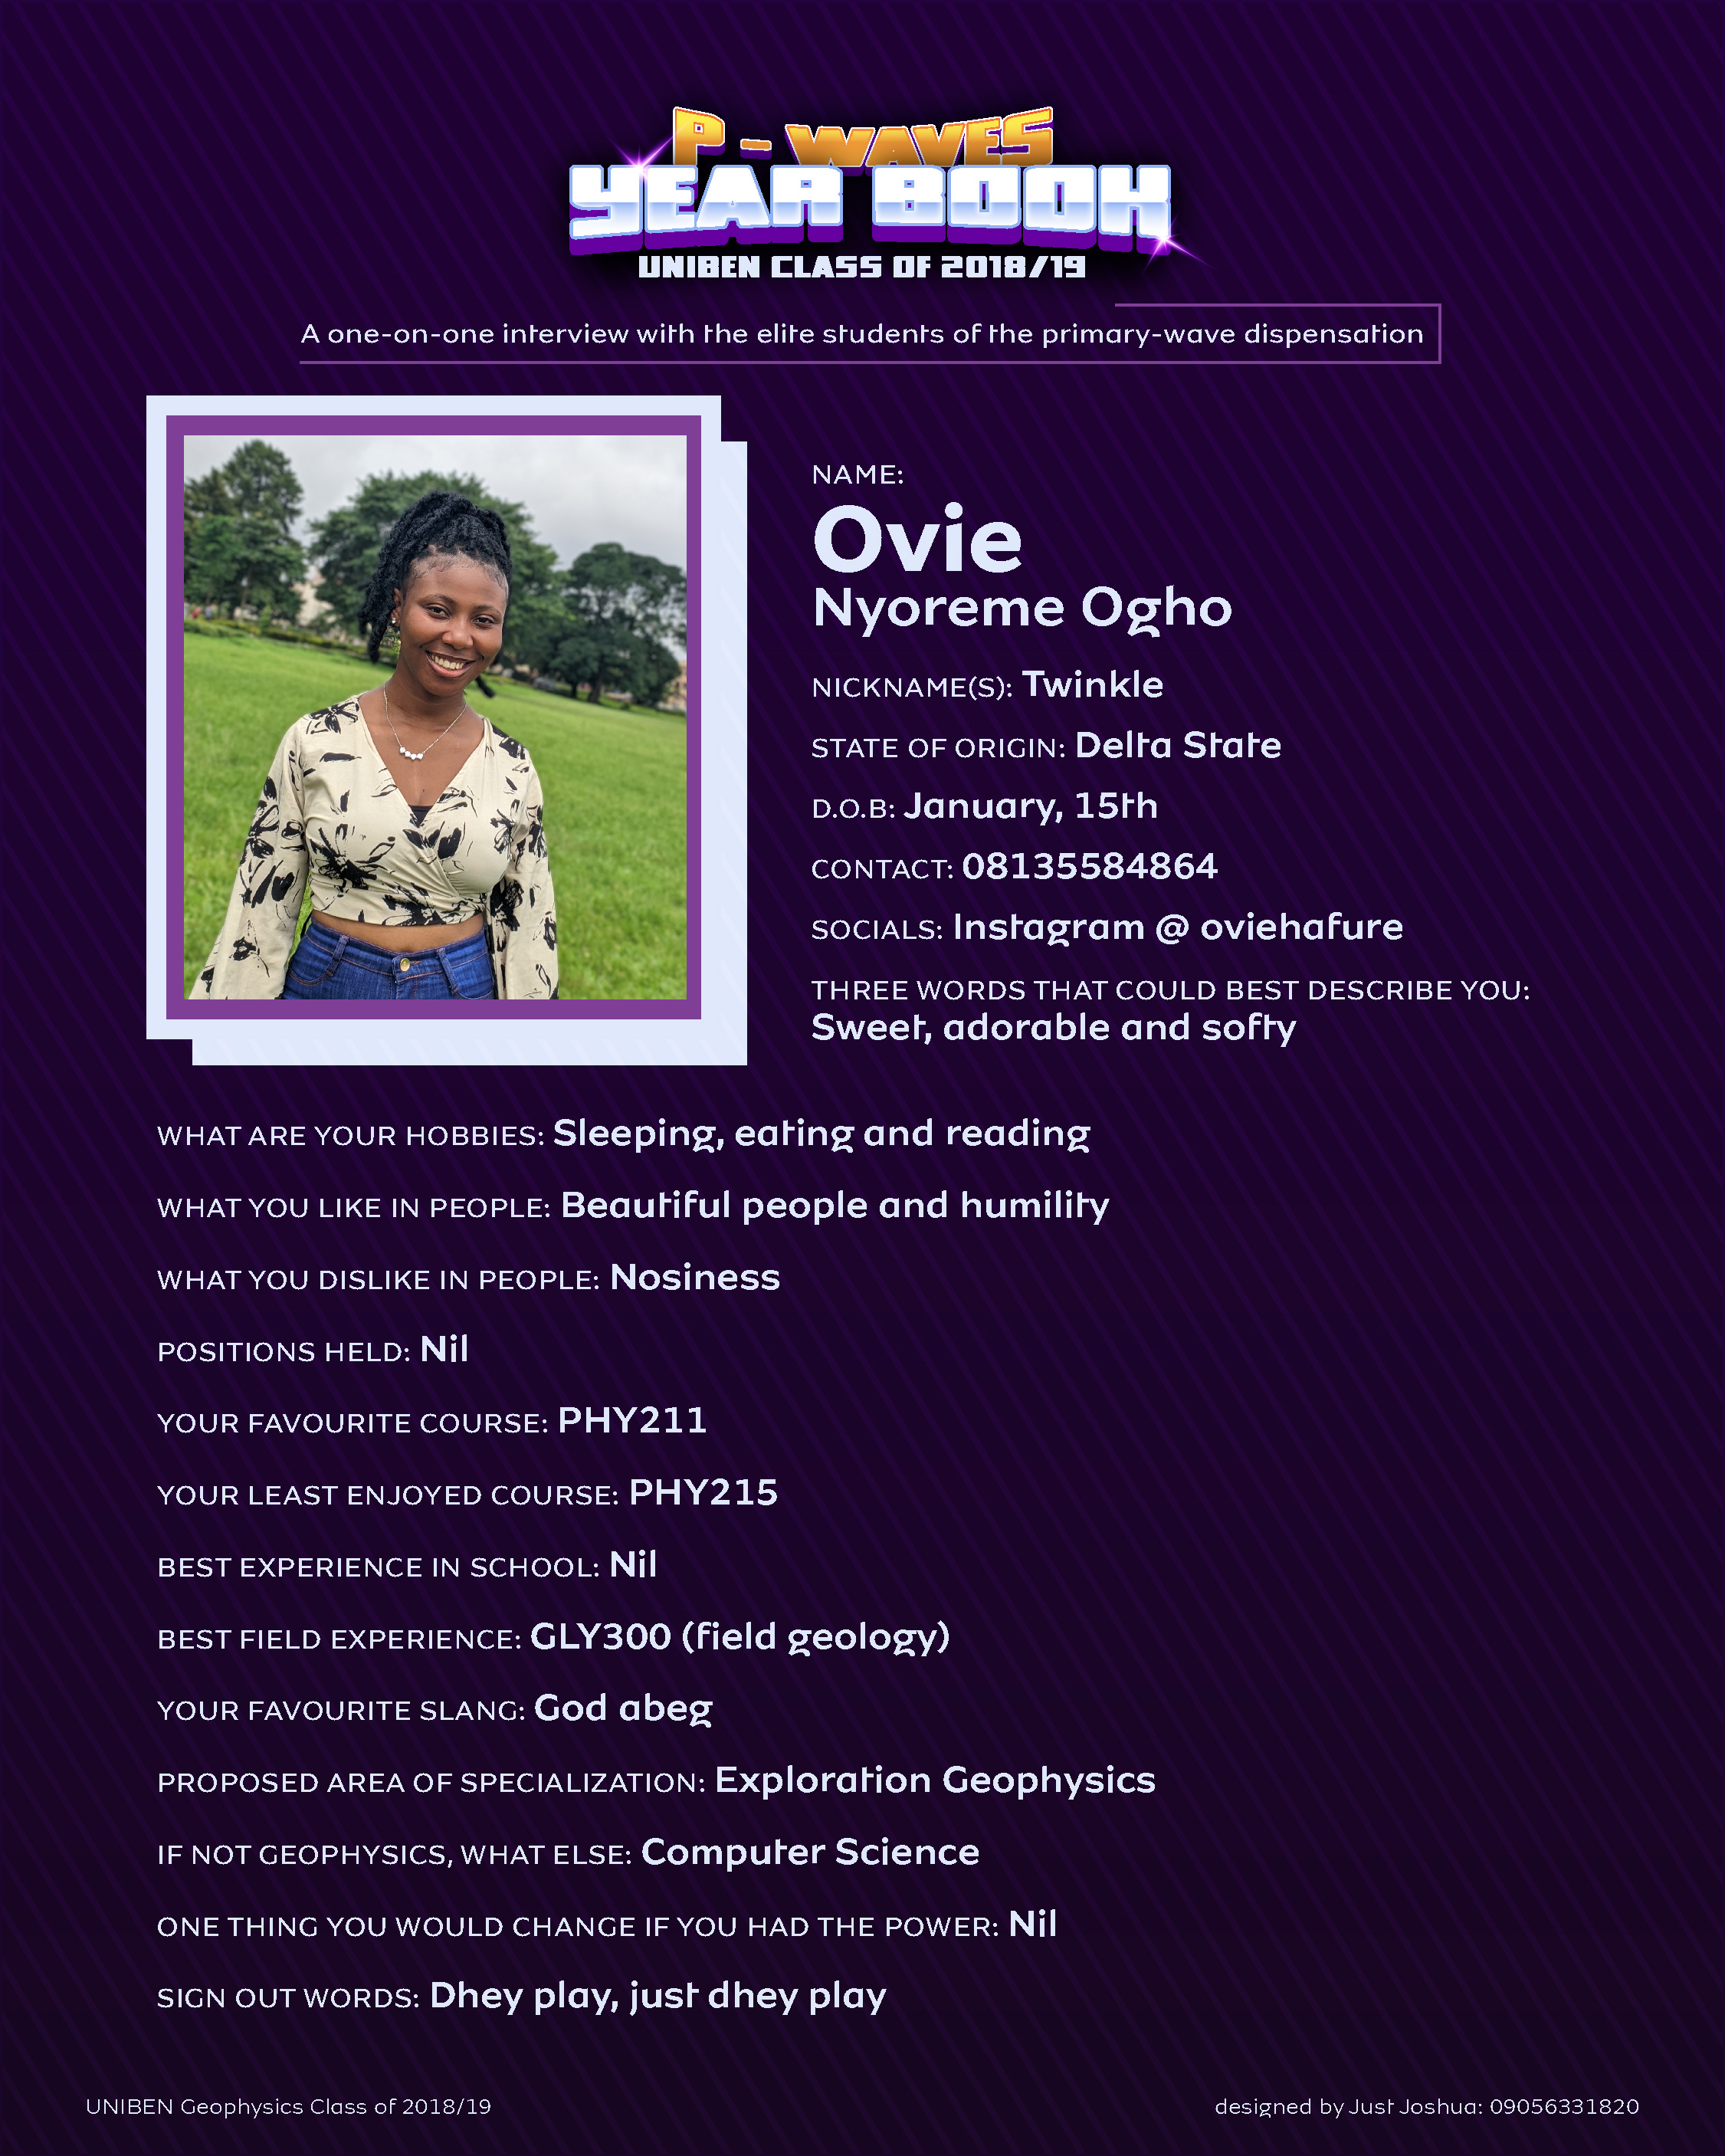 P - WAVES
YEAR BOOK
UNIBEN CLASS OF 2018/19
A one-on-one interview with the elite students of the primary-wave dispensation
NAME:
Ovie
Nyoreme Ogho
NICKNAME(S): Twinkle
STATE OF ORIGIN: Delta State
D.O.B: January, 15th
CONTACT: 08135584864
SOCIALS: Instagram @ oviehafure
THREE WORDS THAT COULD BEST DESCRIBE YOU:
Sweet, adorable and softy
WHAT ARE YOUR HOBBIES: Sleeping, eating and reading
WHAT YOU LIKE IN PEOPLE: Beautiful people and humility
WHAT YOU DISLIKE IN PEOPLE: Nosiness
POSITIONS HELD: Nil
YOUR FAVOURITE COURSE: PHY211
YOUR LEAST ENJOYED COURSE: PHY215
BEST EXPERIENCE IN SCHOOL: Nil
BEST FIELD EXPERIENCE: GLY300 (field geology)
YOUR FAVOURITE SLANG: God abeg
PROPOSED AREA OF SPECIALIZATION: Exploration Geophysics
IF NOT GEOPHYSICS, WHAT ELSE: Computer Science
ONE THING YOU WOULD CHANGE IF YOU HAD THE POWER: Nil
SIGN OUT WORDS: Dhey play, just dhey play
UNIBEN Geophysics Class of 2018/19
designed by Just Joshua: 09056331820